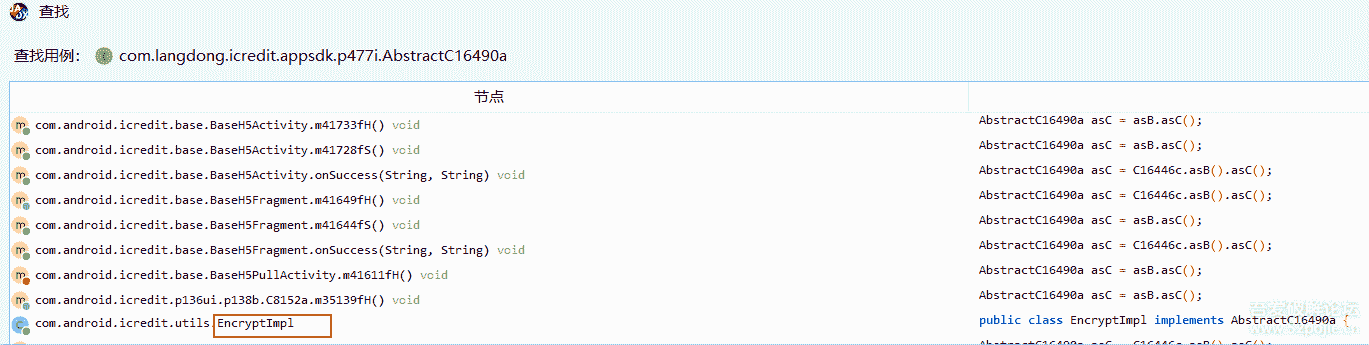 查找
查找用例: com.langdong.icredit.appsdk.p477i.AbstractC16490a
节点
com.android.icredit.base.BaseH5Activity.m41733fH() void AbstractC16490a asC = asB.asC();
com.android.icredit.base.BaseH5Activity.m41728fS() void AbstractC16490a asC = asB.asC();
com.android.icredit.base.BaseH5Activity.onSuccess(String, String) void AbstractC16490a asC = C16446c.asB().asC();
com.android.icredit.base.BaseH5Fragment.m41649fH() void AbstractC16490a asC = C16446c.asB().asC();
com.android.icredit.base.BaseH5Fragment.m41644fS() void AbstractC16490a asC = asB.asC();
com.android.icredit.base.BaseH5Fragment.onSuccess(String, String) void AbstractC16490a asC = C16446c.asB().asC();
com.android.icredit.base.BaseH5PullActivity.m41611fH() void AbstractC16490a asC = asB.asC();
com.android.icredit.p136ui.p138b.C8152a.m35139fH() void AbstractC16490a asC = asB.asC();
com.android.icredit.utils.EncryptImpl public class EncryptImpl implements AbstractC16490a {